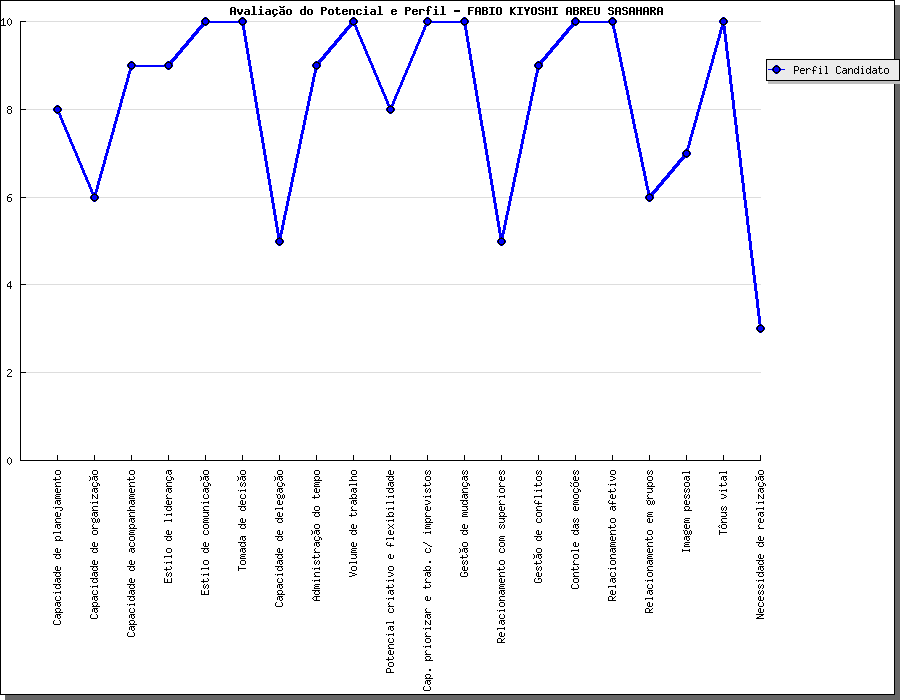 Avaliação do Potencial e Perfil - FABIO KIYOSHI ABREU SASAHARA
10
8
6
4
2
0
Perfil Candidato
Capacidade de planejamento
Capacidade de organização
Capacidade de acompanhamento
Estilo de liderança
Estilo de comunicação
Tomada de decisão
Capacidade de delegação
Administração do tempo
Volume de trabalho
Potencial criativo e flexibilidade
Cap. priorizar e trab. c/ imprevistos
Gestão de mudanças
Relacionamento com superiores
Gestão de conflitos
Controle das emoções
Relacionamento afetivo
Relacionamento em grupos
Imagem pessoal
Tônus vital
Necessidade de realização